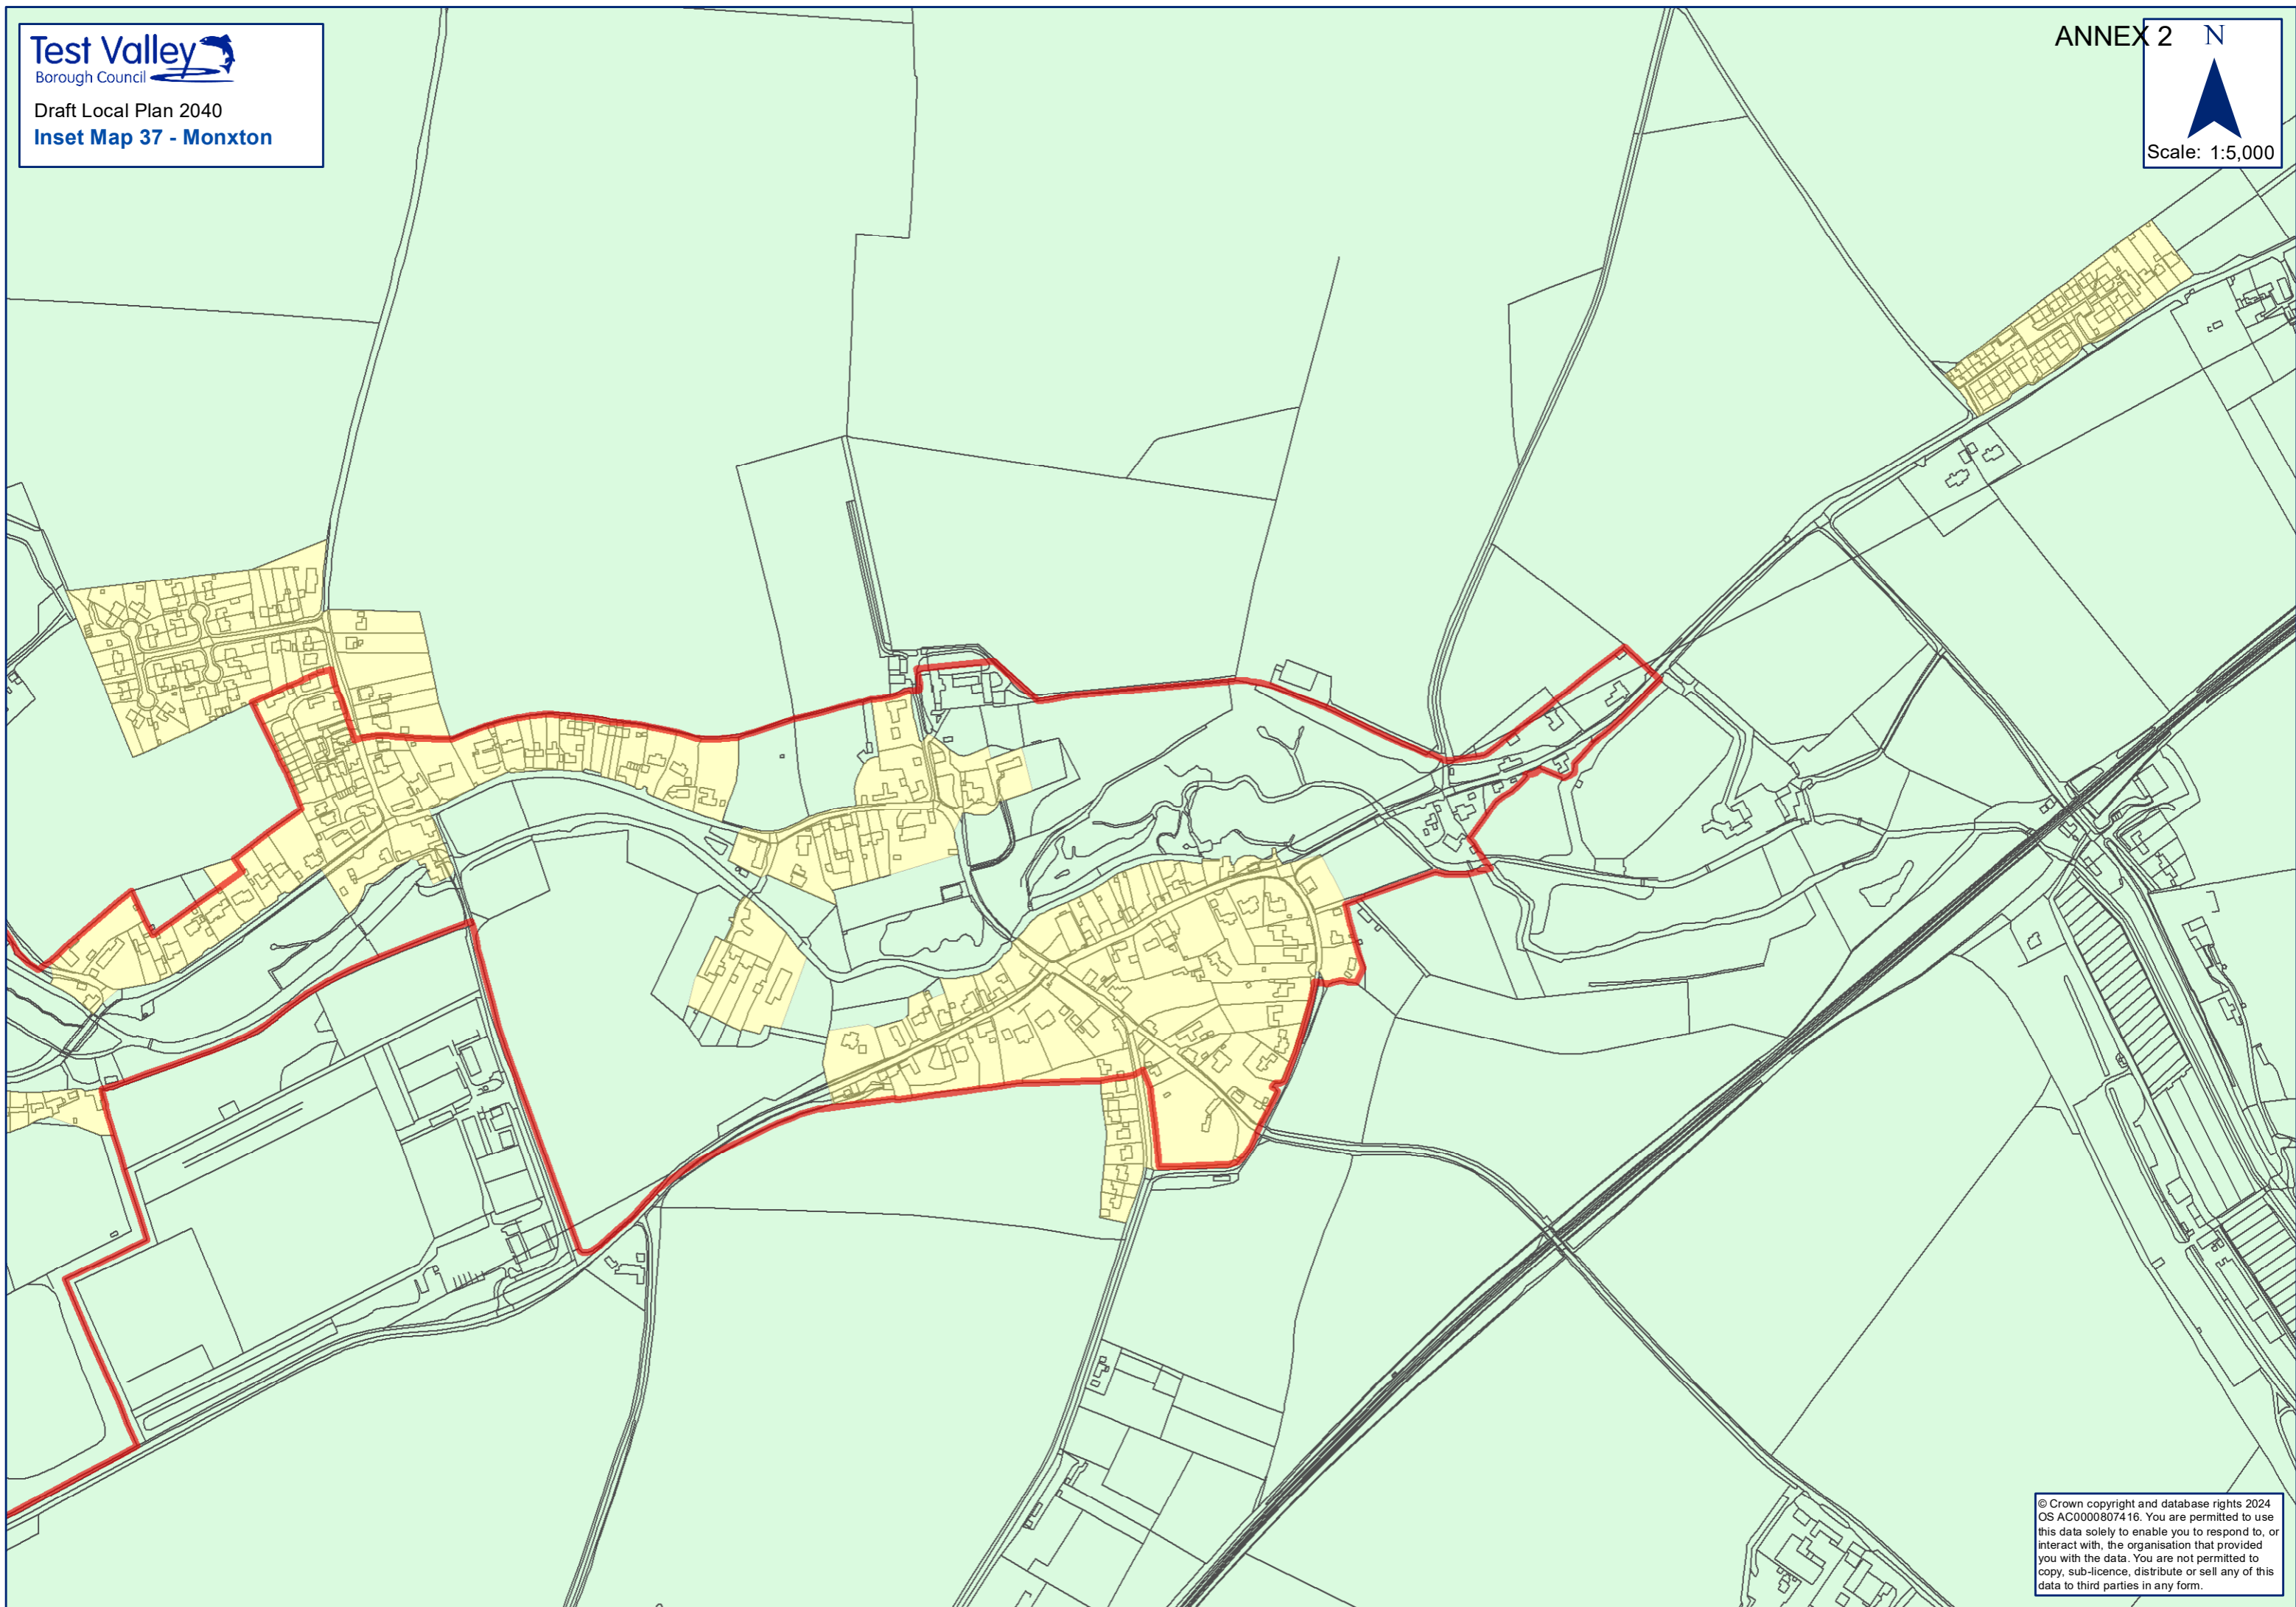 Test Valley
Borough Council
Draft Local Plan 2040
Inset Map 37 - Monxton
ANNEX 2
N
Scale: 1:5,000
© Crown copyright and database rights 2024
OS AC0000807416. You are permitted to use
this data solely to enable you to respond to, or
interact with, the organisation that provided
you with the data. You are not permitted to
copy, sub-licence, distribute or sell any of this
data to third parties in any form.